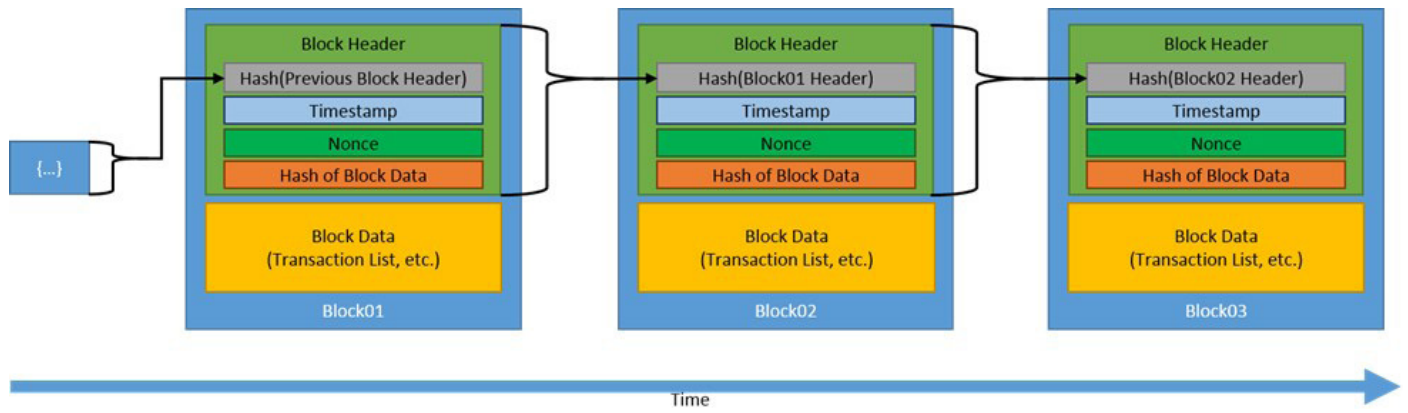 {...}
Block Header
Hash(Previous Block Header)
Timestamp
Nonce
Hash of Block Data
Block Data
(Transaction List, etc.)
Block01
Block Header
Hash(Block01 Header)
Timestamp
Nonce
Hash of Block Data
Block Data
(Transaction List, etc.)
Block02
Block Header
Hash(Block02 Header)
Timestamp
Nonce
Hash of Block Data
Block Data
(Transaction List, etc.)
Block03
Time